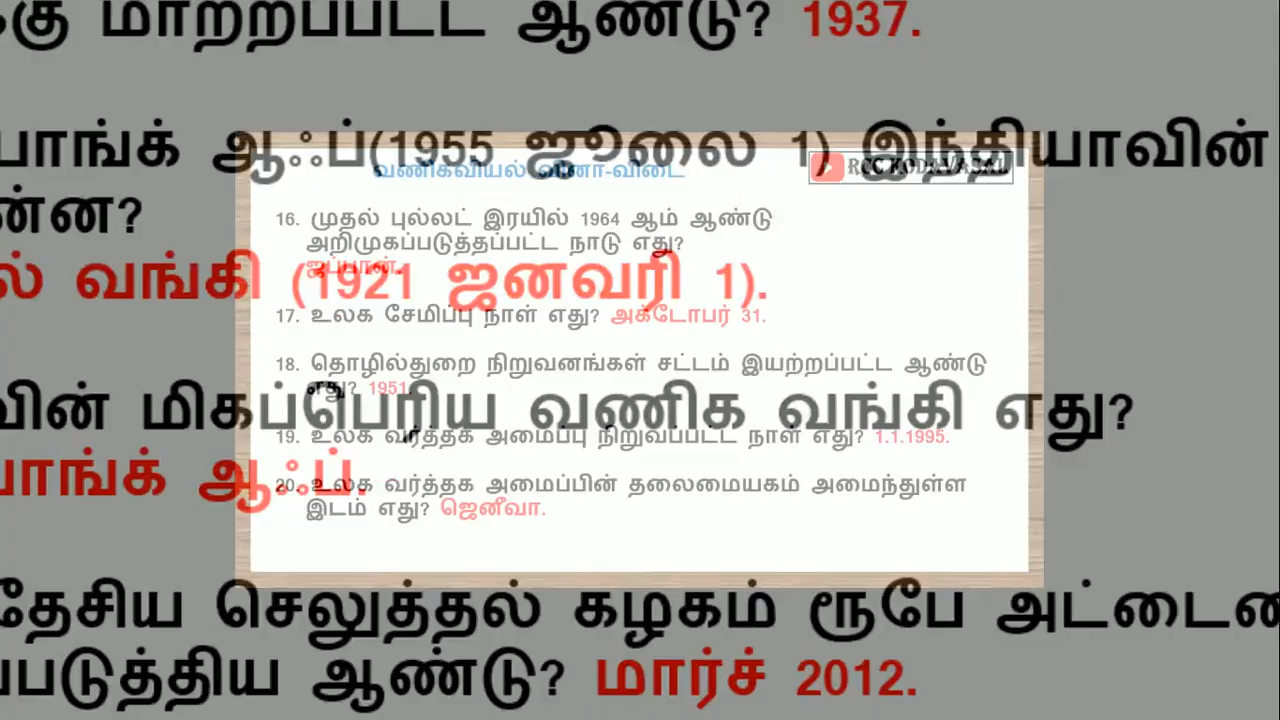 க்கு மாற்றப்பட்ட ஆண்டு? 1937.
பாங்க் ஆஃப்(1955 ஜூலை 1) இந்தியாவின்
ன்ன?
ல் வங்கி (1921 ஜனவரி 1).
வின் மிகப்பெரிய வணிக வங்கி எது?
பாங்க் ஆஃப்.
தேசிய செலுத்தல் கழகம் ரூபே
படுத்திய ஆண்டு? மார்ச் 2012.
வணிகவியல் வினா-விடை
RCC KODAVASAL
16. முதல் புல்லட் இரயில் 1964 ஆம் ஆண்டு
அறிமுகப்படுத்தப்பட்ட நாடு எது?
ஜப்பான்.
17. உலக சேமிப்பு நாள் எது? அக்டோபர் 31.
18. தொழில்துறை நிறுவனங்கள் சட்டம் இயற்றப்பட்ட ஆண்டு
எது? 1951.
19. உலக வர்த்தக அமைப்பு நிறுவப்பட்ட நாள் எது? 1.1.1995.
20. உலக வர்த்தக அமைப்பின் தலைமையகம் அமைந்துள்ள
இடம் எது? ஜெனீவா.